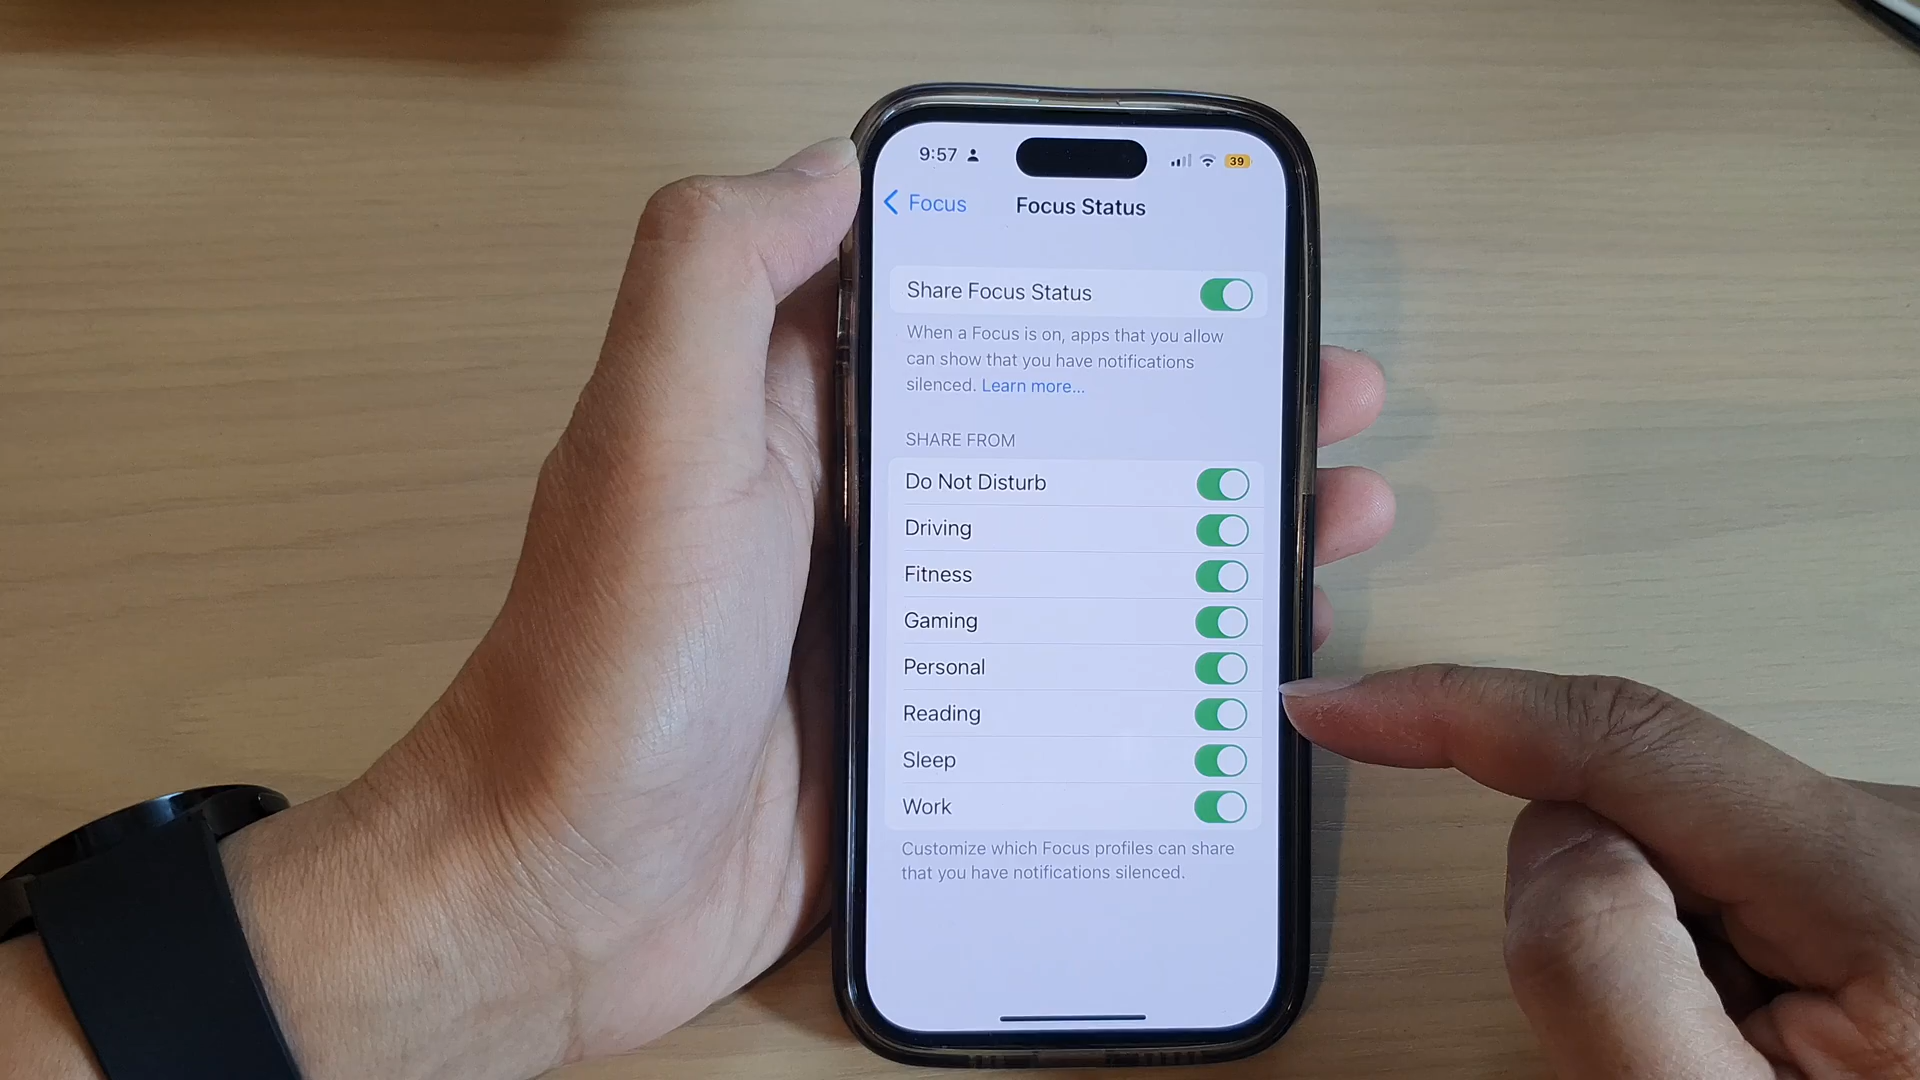 9:57
39
Focus
Focus Status
Share Focus Status
When a Focus is on, apps that you allow
can show that you have notifications
silenced. Learn more...
SHARE FROM
Do Not Disturb
Driving
Fitness
Gaming
Personal
Reading
Sleep
Work
Customize which Focus profiles can share
that you have notifications silenced.